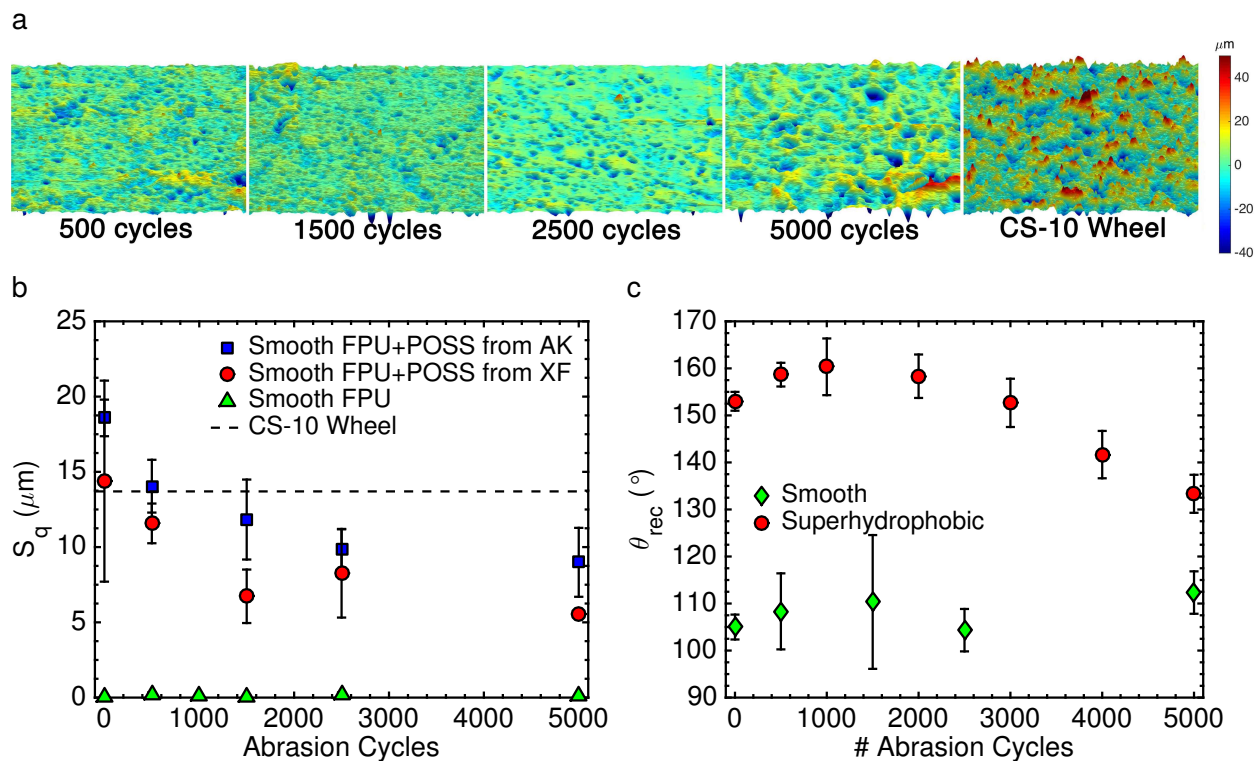 a
μm
40
20
0
-20
-40
500 cycles
1500 cycles
2500 cycles
5000 cycles
CS-10 Wheel
b
25
20
15
10
5
0
S_q (μm)
Smooth FPU+POSS from AK
Smooth FPU+POSS from XF
Smooth FPU
CS-10 Wheel
0 1000 2000 3000 4000 5000
Abrasion Cycles
c
170
160
150
140
130
120
110
100
90
θ_rec (°)
Smooth
Superhydrophobic
0 1000 2000 3000 4000 5000
# Abrasion Cycles